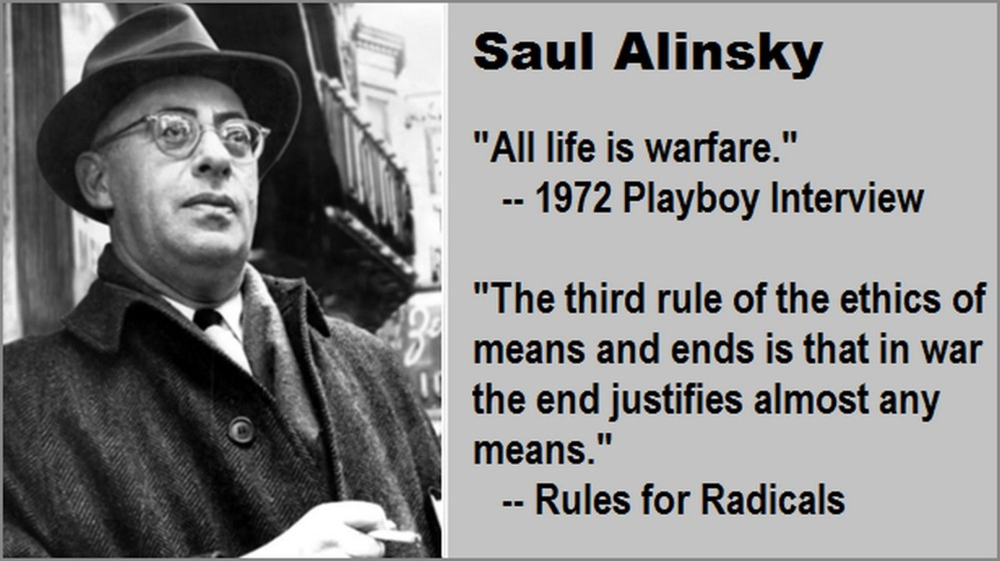 Saul Alinsky
"All life is warfare."
-- 1972 Playboy Interview
"The third rule of the ethics of
means and ends is that in war
the end justifies almost any
means."
-- Rules for Radicals